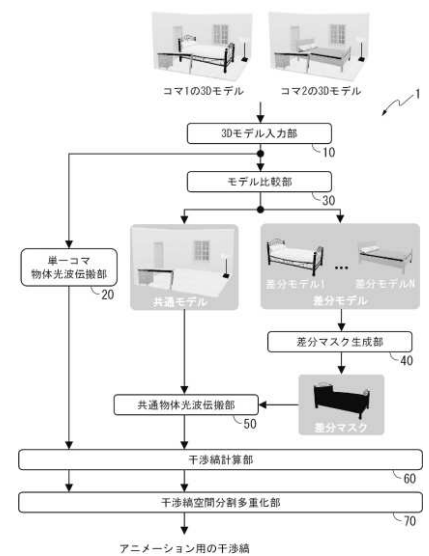 コマ1の3Dモデル
コマ2の3Dモデル
1
3Dモデル入力部
10
モデル比較部
30
単一コマ
物体光波伝搬部
20
共通モデル
差分モデル1
...
差分モデルN
差分モデル
差分マスク生成部
40
共通物体光波伝搬部
50
差分マスク
干渉縞計算部
60
干渉縞空間分割多重化部
70
アニメーション用の干渉縞